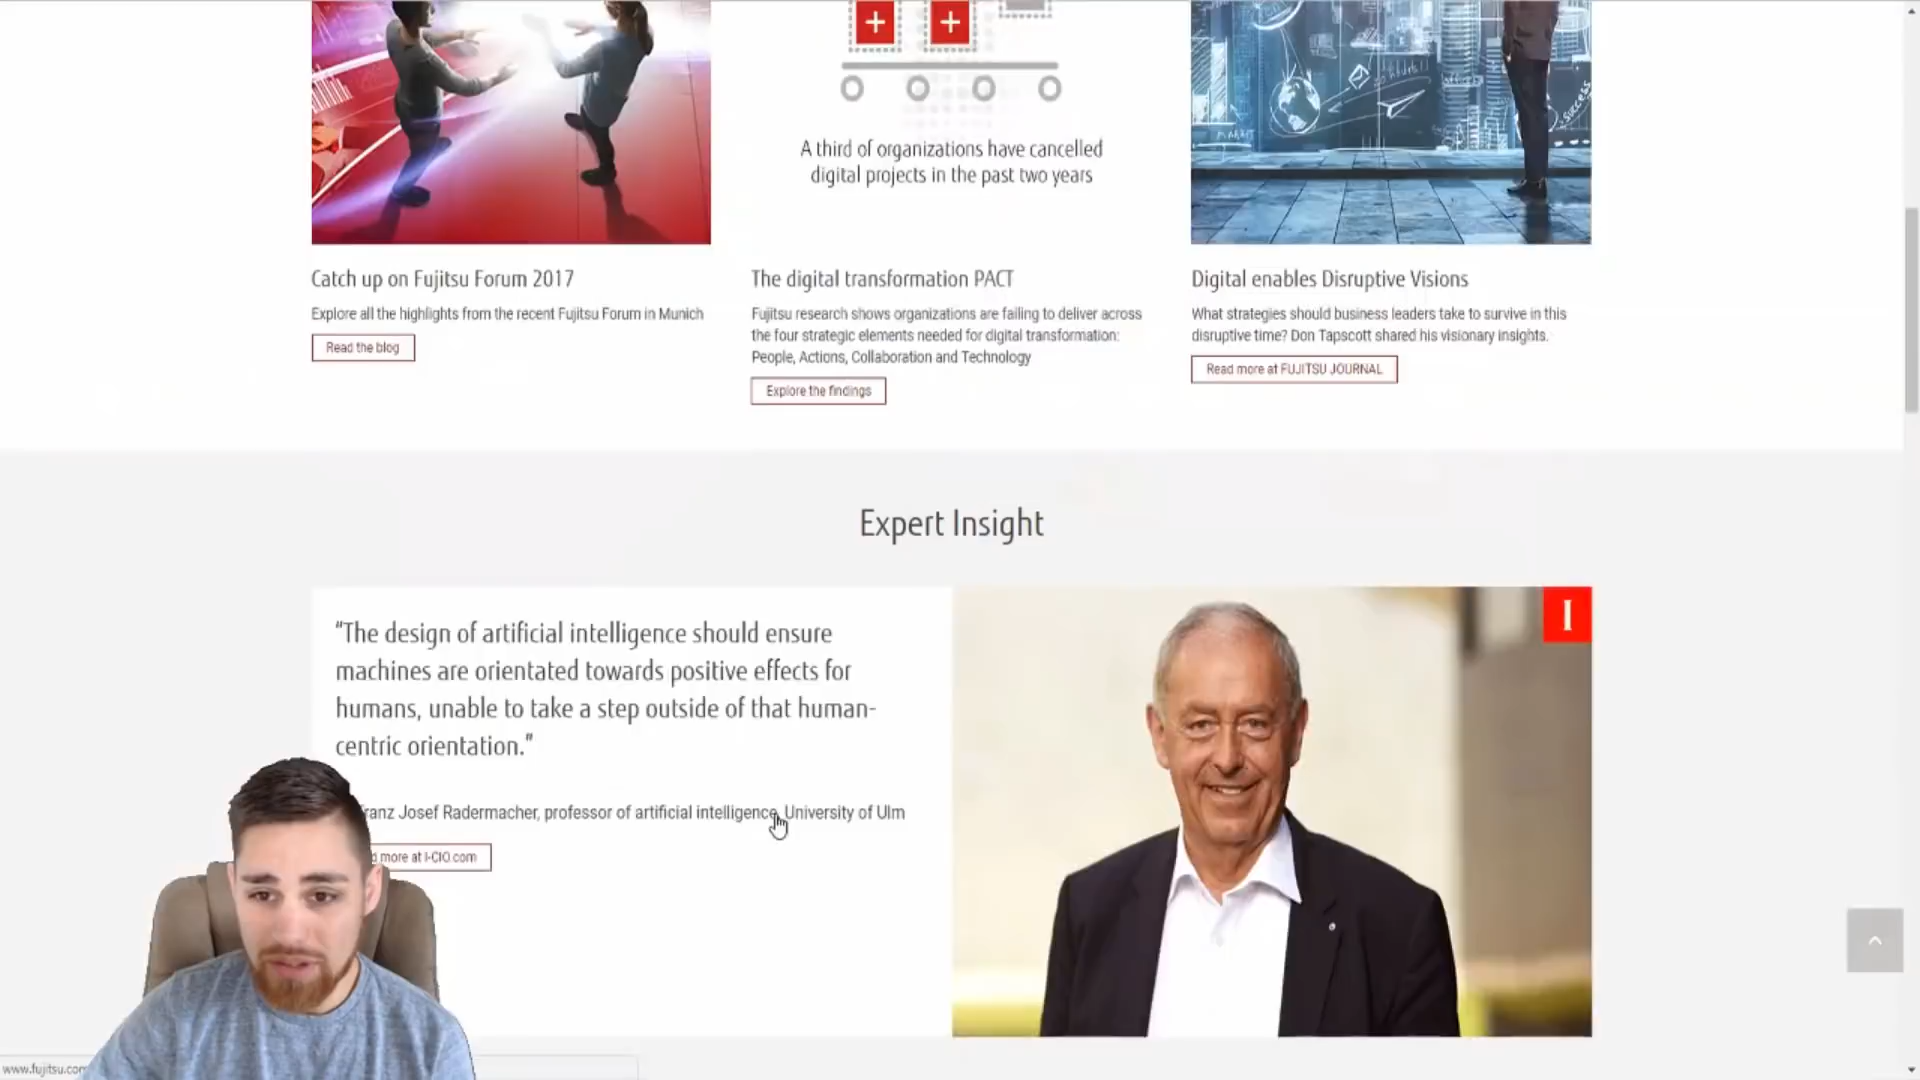 A third of organizations have cancelled
digital projects in the past two years
MARKET
success
Catch up on Fujitsu Forum 2017
Explore all the highlights from the recent Fujitsu Forum in Munich
Read the blog
The digital transformation PACT
Fujitsu research shows organizations are failing to deliver across
the four strategic elements needed for digital transformation:
People, Actions, Collaboration and Technology
Explore the findings
Digital enables Disruptive Visions
What strategies should business leaders take to survive in this
disruptive time? Don Tapscott shared his visionary insights.
Read more at FUJITSU JOURNAL
Expert Insight
“The design of artificial intelligence should ensure
machines are orientated towards positive effects for
humans, unable to take a step outside of that human-
centric orientation.”
Josef Radermacher, professor of artificial intelligence, University of Ulm
more at I-CIO.com
I
www.fujitsu.com